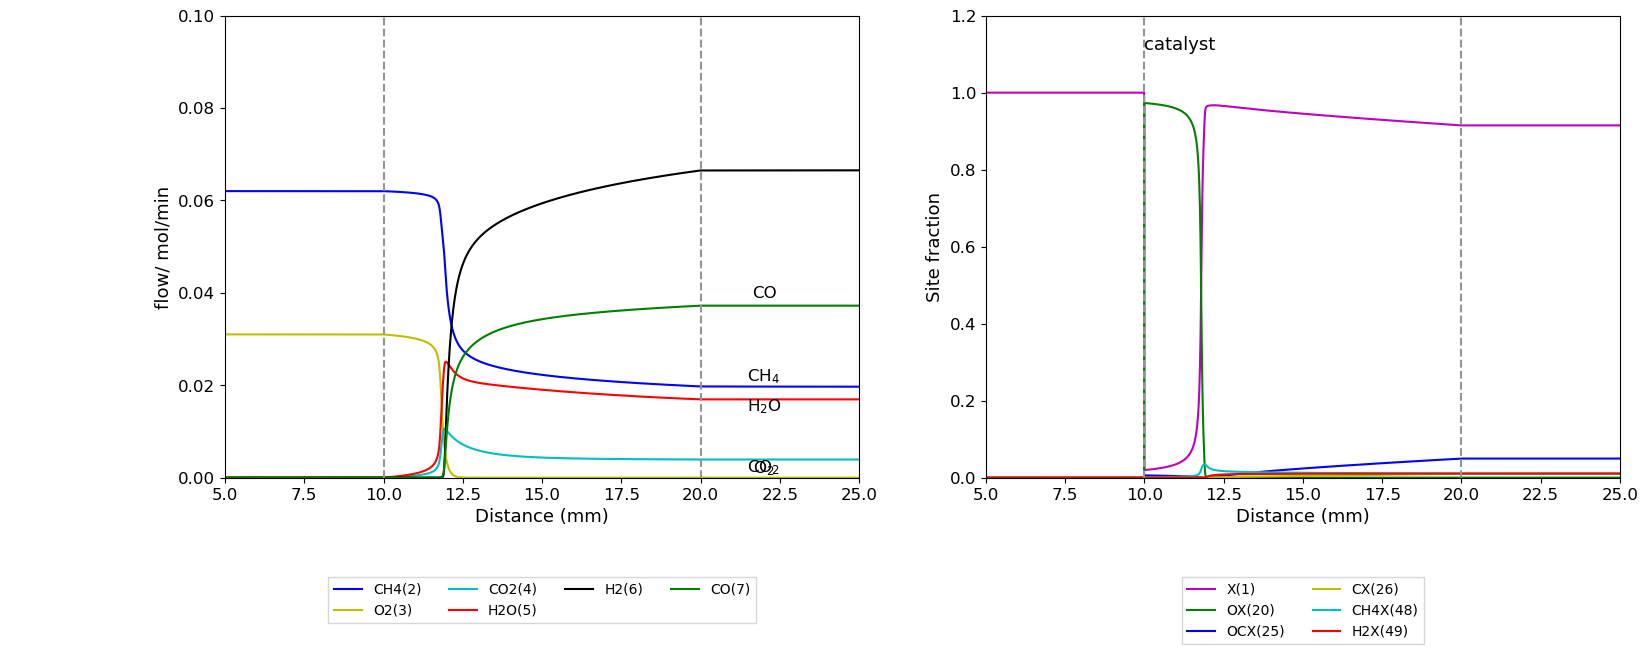 0.10
0.08
0.06
0.04
0.02
0.00
flow/ mol/min
CO
CH4
H2O
CO2
O2
5.0 7.5 10.0 12.5 15.0 17.5 20.0 22.5 25.0
Distance (mm)
CH4(2) CO2(4) H2(6) CO(7)
O2(3) H2O(5)
1.2
1.0
0.8
0.6
0.4
0.2
0.0
Site fraction
catalyst
5.0 7.5 10.0 12.5 15.0 17.5 20.0 22.5 25.0
Distance (mm)
X(1) CX(26)
OX(20) CH4X(48)
OCX(25) H2X(49)